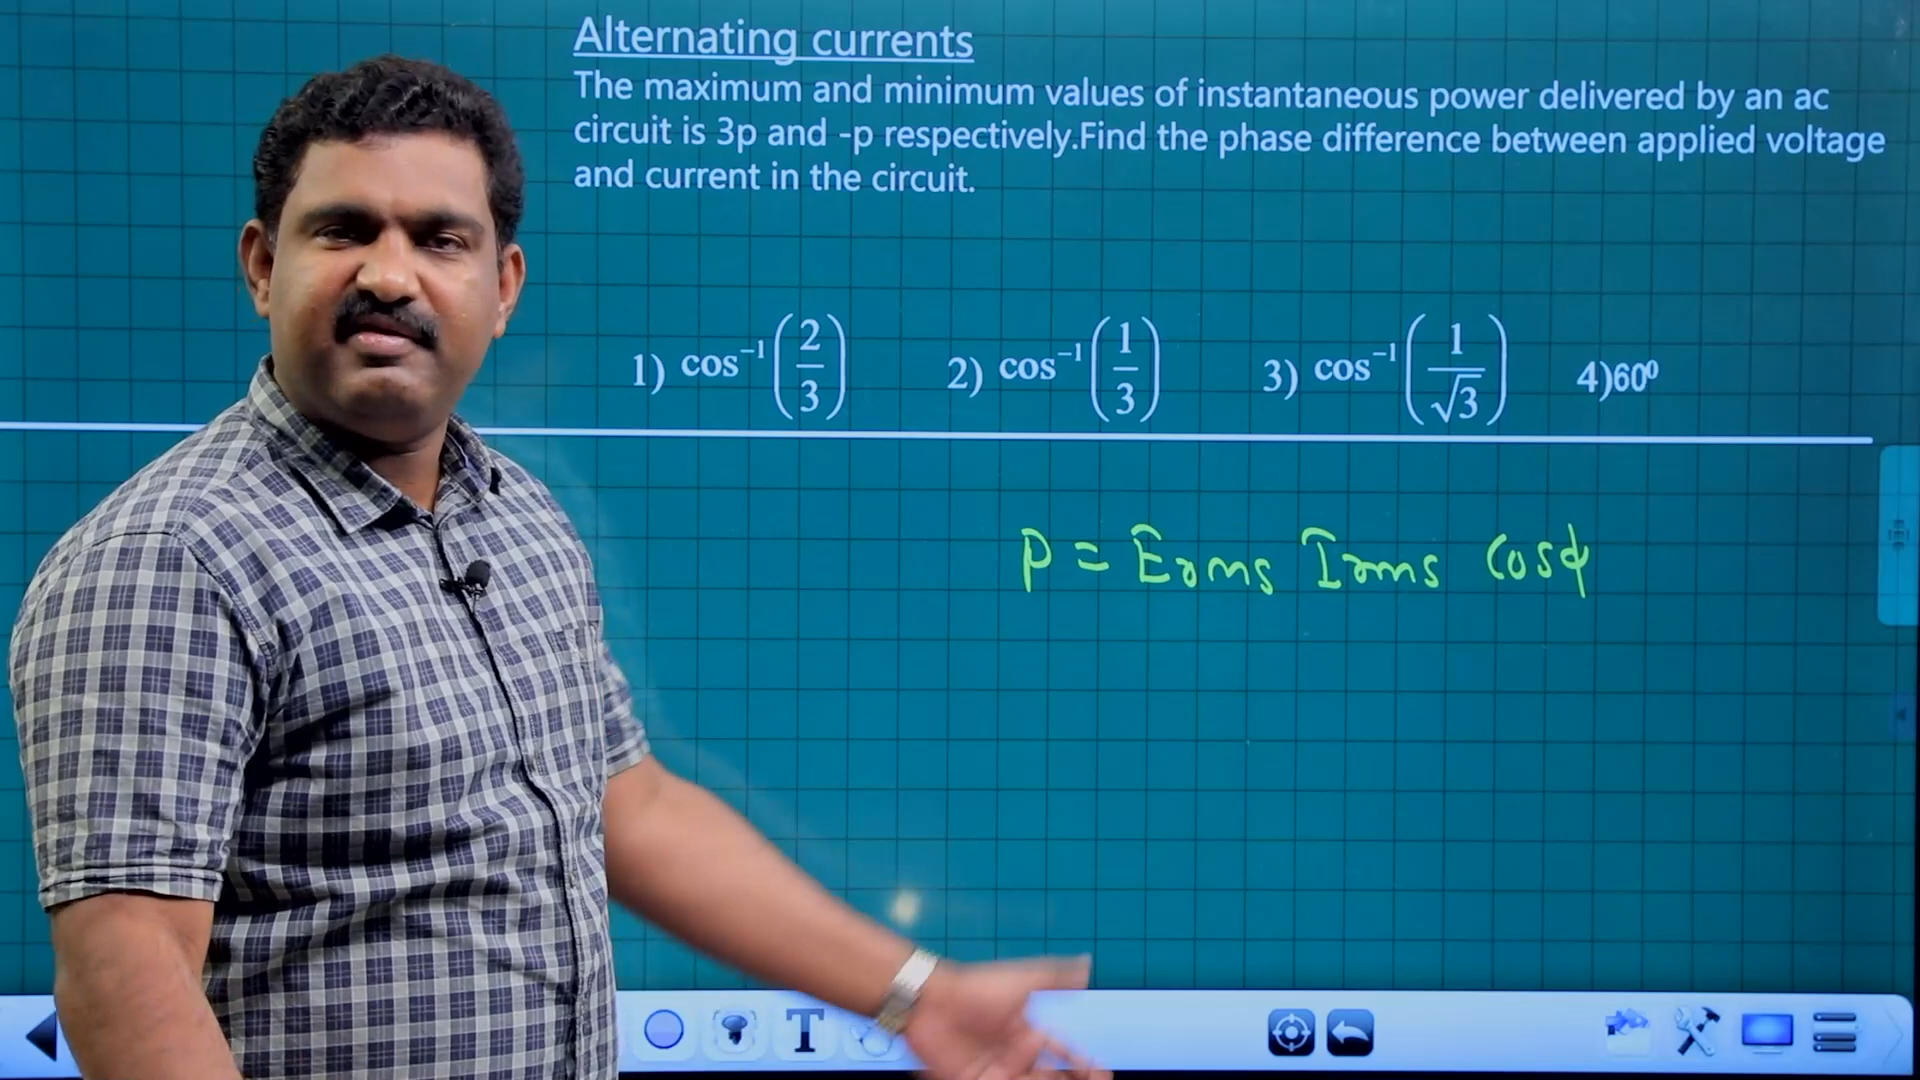 Alternating currents
The maximum and minimum values of instantaneous power delivered by an ac
circuit is 3p and -p respectively.Find the phase difference between applied voltage
and current in the circuit.
1) cos⁻¹(2/3) 2) cos⁻¹(1/3) 3) cos⁻¹(1/√3) 4)60⁰
P = Erms Irms Cosϕ
T